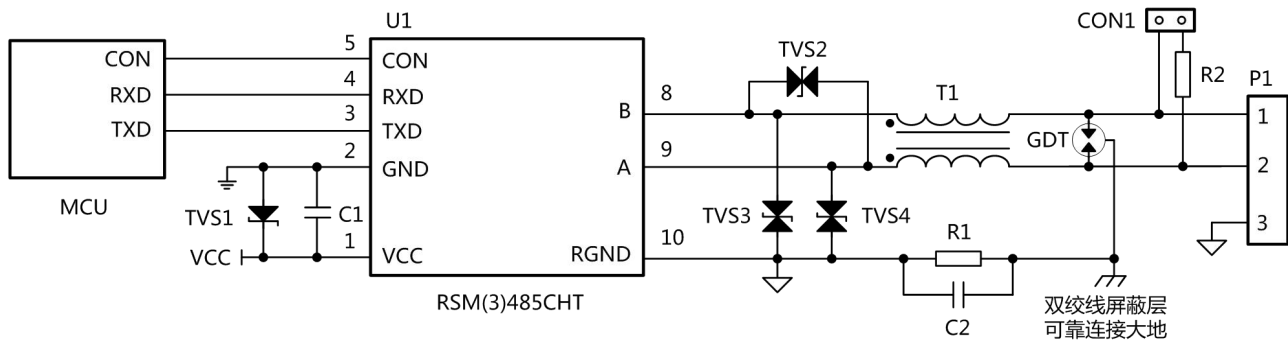 U1
CON1
TVS2
CON
5
CON
R2
P1
RXD
4
RXD
8
T1
TXD
3
TXD
B
1
2
GND
9
GDT
A
2
MCU
TVS1
C1
TVS3
TVS4
3
VCC
1
VCC
10
RGND
R1
RSM(3)485CHT
C2
双绞线屏蔽层
可靠连接大地